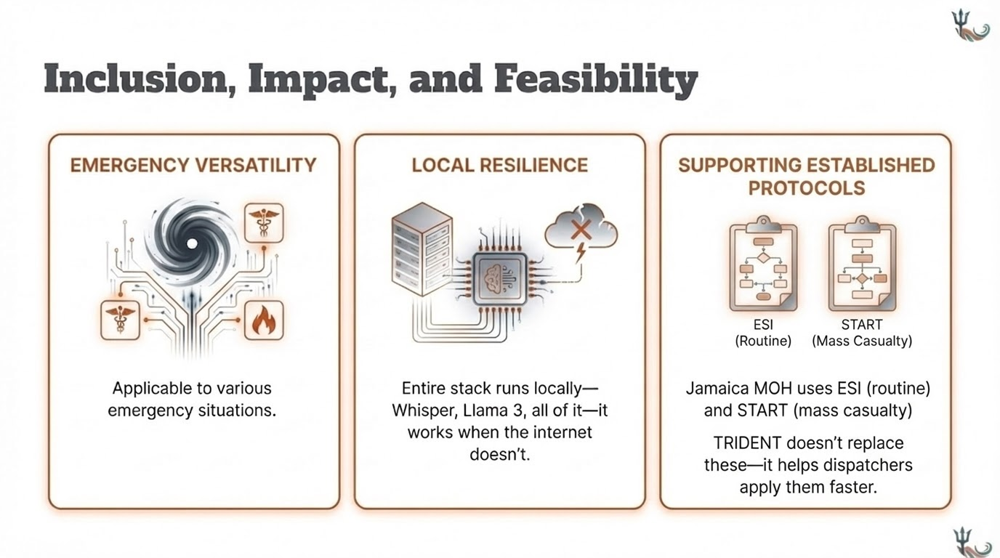 Inclusion, Impact, and Feasibility
EMERGENCY VERSATILITY
Applicable to various
emergency situations.
LOCAL RESILIENCE
Entire stack runs locally—
Whisper, Llama 3, all of it—it
works when the internet
doesn’t.
SUPPORTING ESTABLISHED
PROTOCOLS
ESI
(Routine)
START
(Mass Casualty)
Jamaica MOH uses ESI (routine)
and START (mass casualty)
TRIDENT doesn’t replace
these—it helps dispatchers
apply them faster.